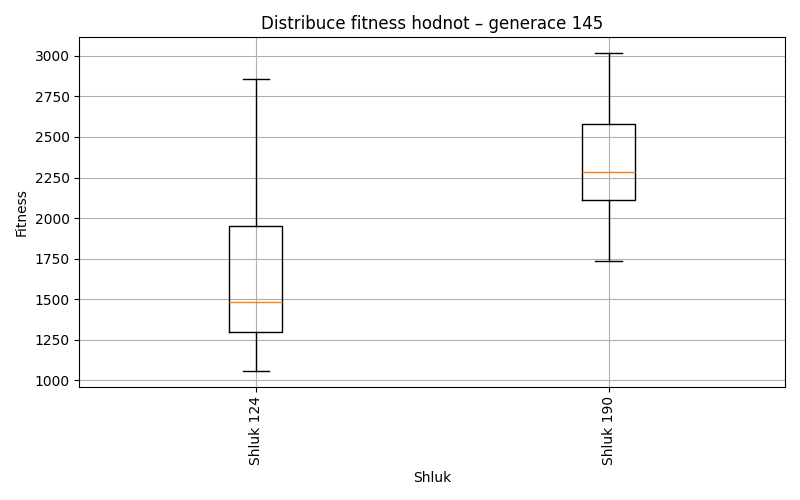 Distribuce fitness hodnot – generace 145
3000
2750
2500
2250
2000
1750
1500
1250
1000
Fitness
Shluk 124
Shluk 190
Shluk